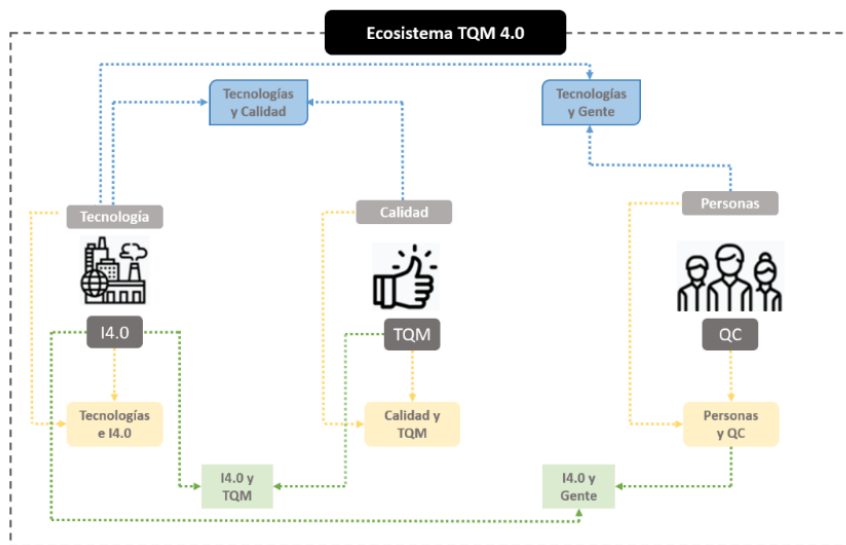 Ecosistema TQM 4.0
Tecnologías
y Calidad
Tecnologías
y Gente
Tecnología
Calidad
Personas
I4.0
TQM
QC
Tecnologías
e I4.0
Calidad y
TQM
Personas
y QC
I4.0 y
TQM
I4.0 y
Gente